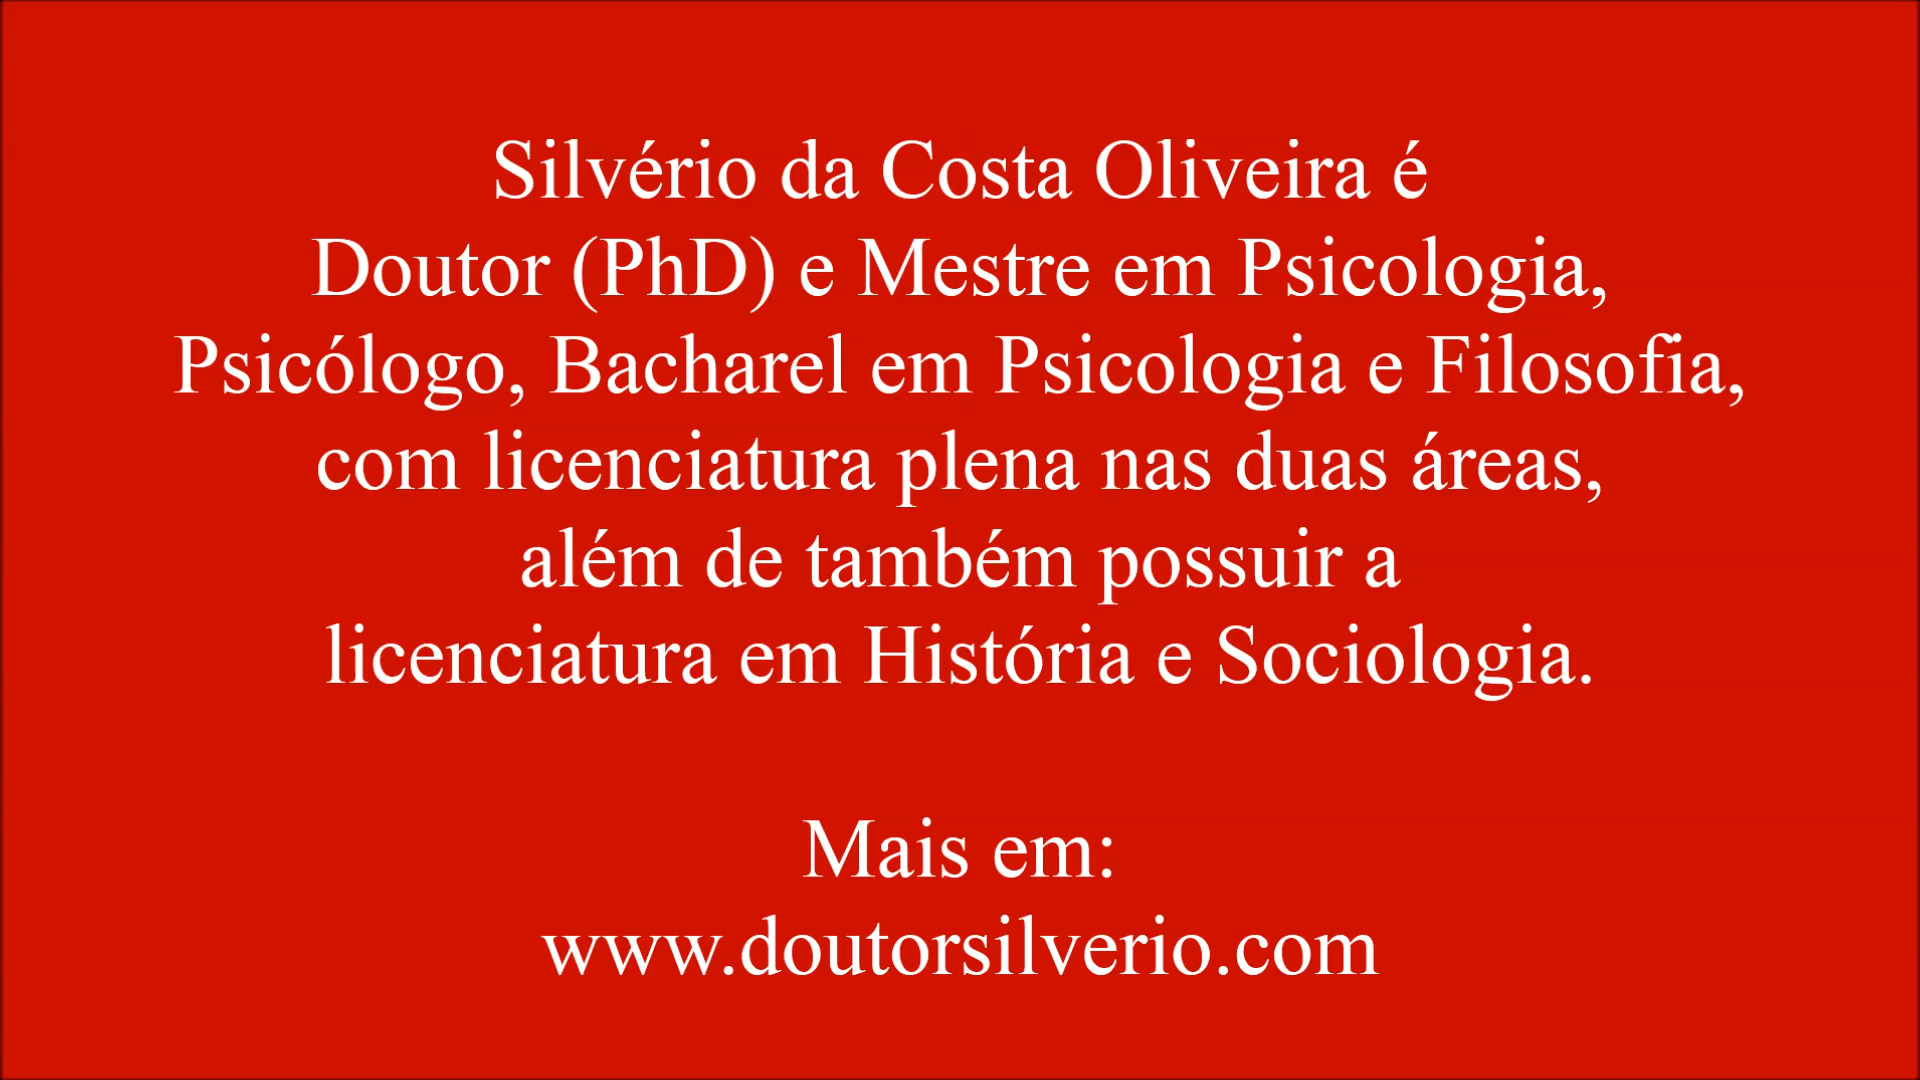 Silvério da Costa Oliveira é
Doutor (PhD) e Mestre em Psicologia,
Psicólogo, Bacharel em Psicologia e Filosofia,
com licenciatura plena nas duas áreas,
além de também possuir a
licenciatura em História e Sociologia.
Mais em:
www.doutorsilverio.com